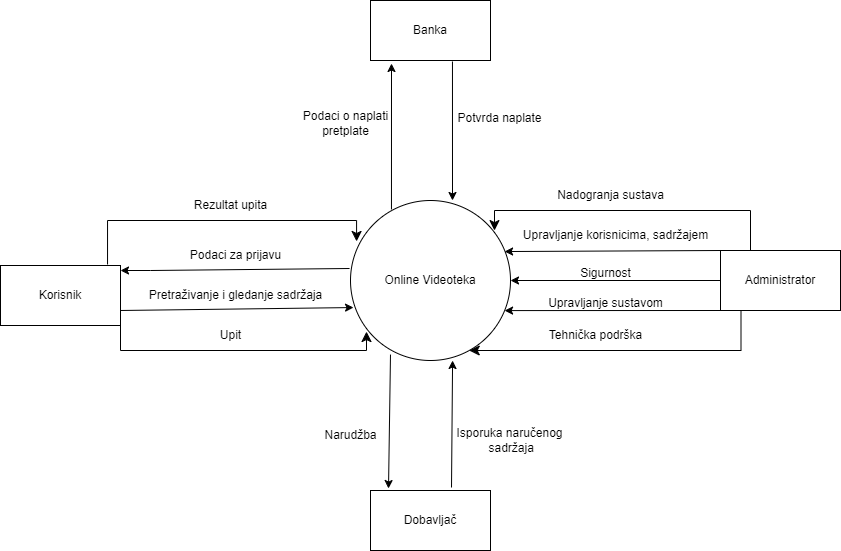 Banka
Podaci o naplati
pretplate
Potvrda naplate
Rezultat upita
Nadogranja sustava
Podaci za prijavu
Upravljanje korisnicima, sadržajem
Korisnik
Pretraživanje i gledanje sadržaja
Online Videoteka
Sigurnost
Administrator
Upravljanje sustavom
Upit
Tehnička podrška
Narudžba
Isporuka naručenog
sadržaja
Dobavljač